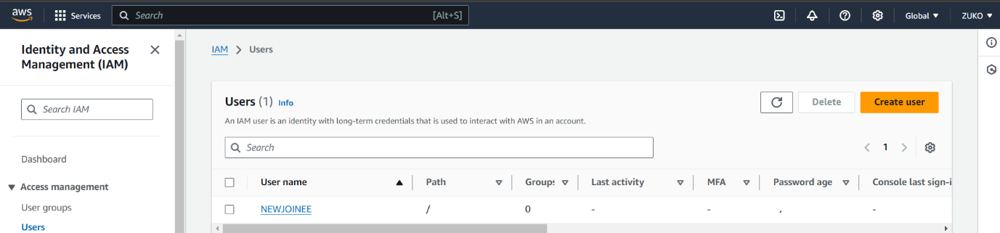 aws
Services
Search
[Alt+S]
Global
ZUKO
Identity and Access
Management (IAM)
Search IAM
Dashboard
Access management
User groups
Users
IAM
Users
Users (1) Info
Delete
Create user
An IAM user is an identity with long-term credentials that is used to interact with AWS in an account.
Search
1
User name Path Groups Last activity MFA Password age Console last sign-i
NEWJOINEE / 0 - - , -